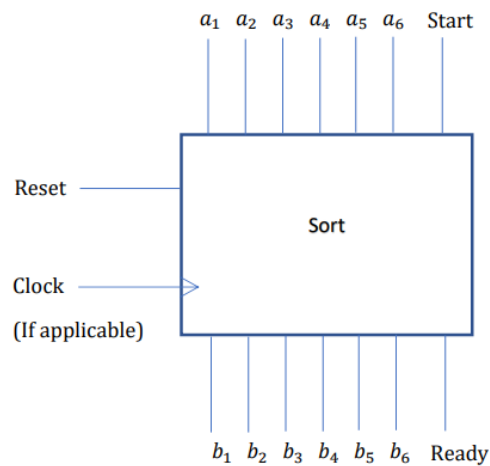 a₁ a₂ a₃ a₄ a₅ a₆ Start
Reset
Sort
Clock
(If applicable)
b₁ b₂ b₃ b₄ b₅ b₆ Ready